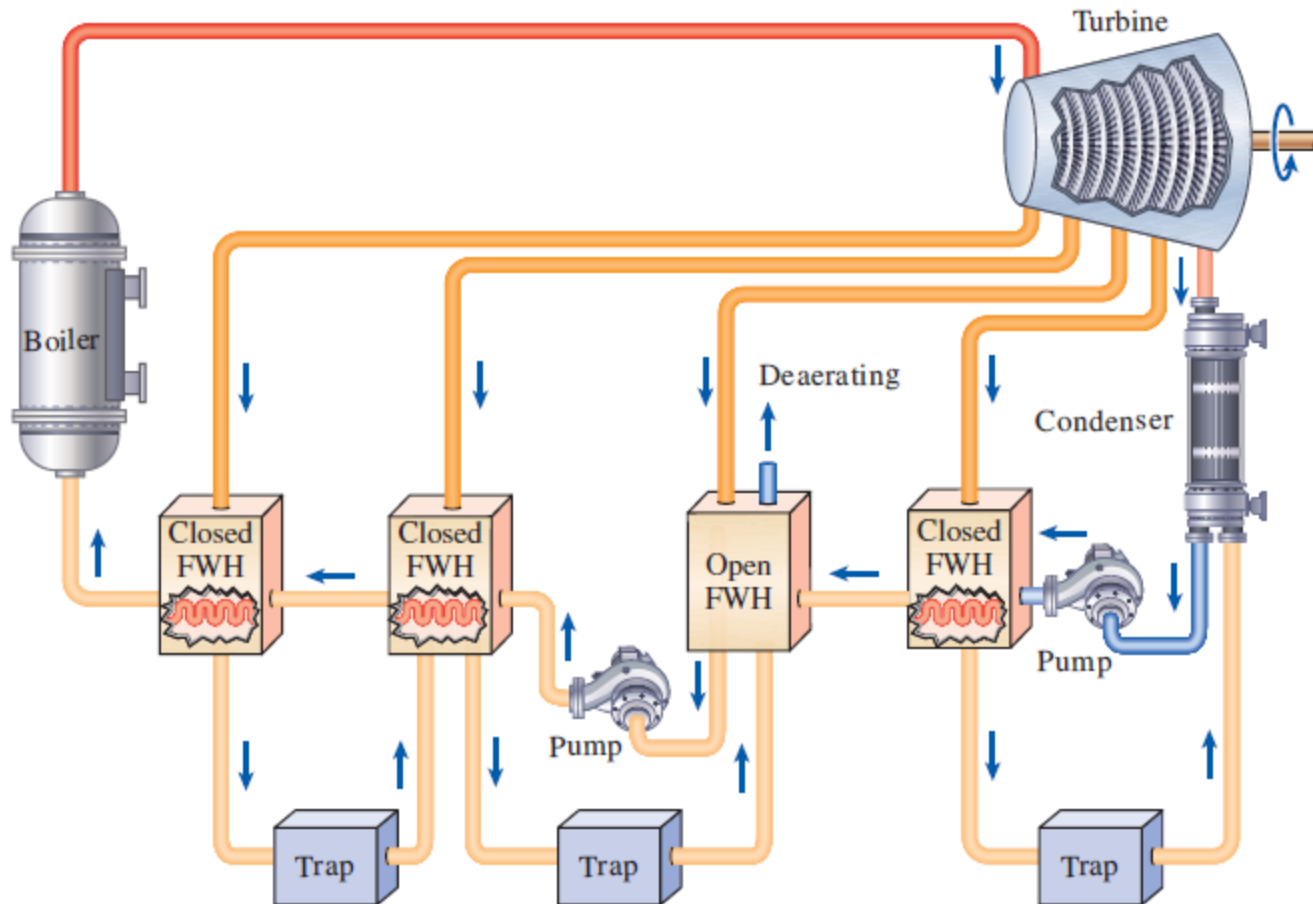 Turbine
Boiler
Deaerating
Condenser
Closed
FWH
Closed
FWH
Open
FWH
Closed
FWH
Pump
Pump
Trap
Trap
Trap